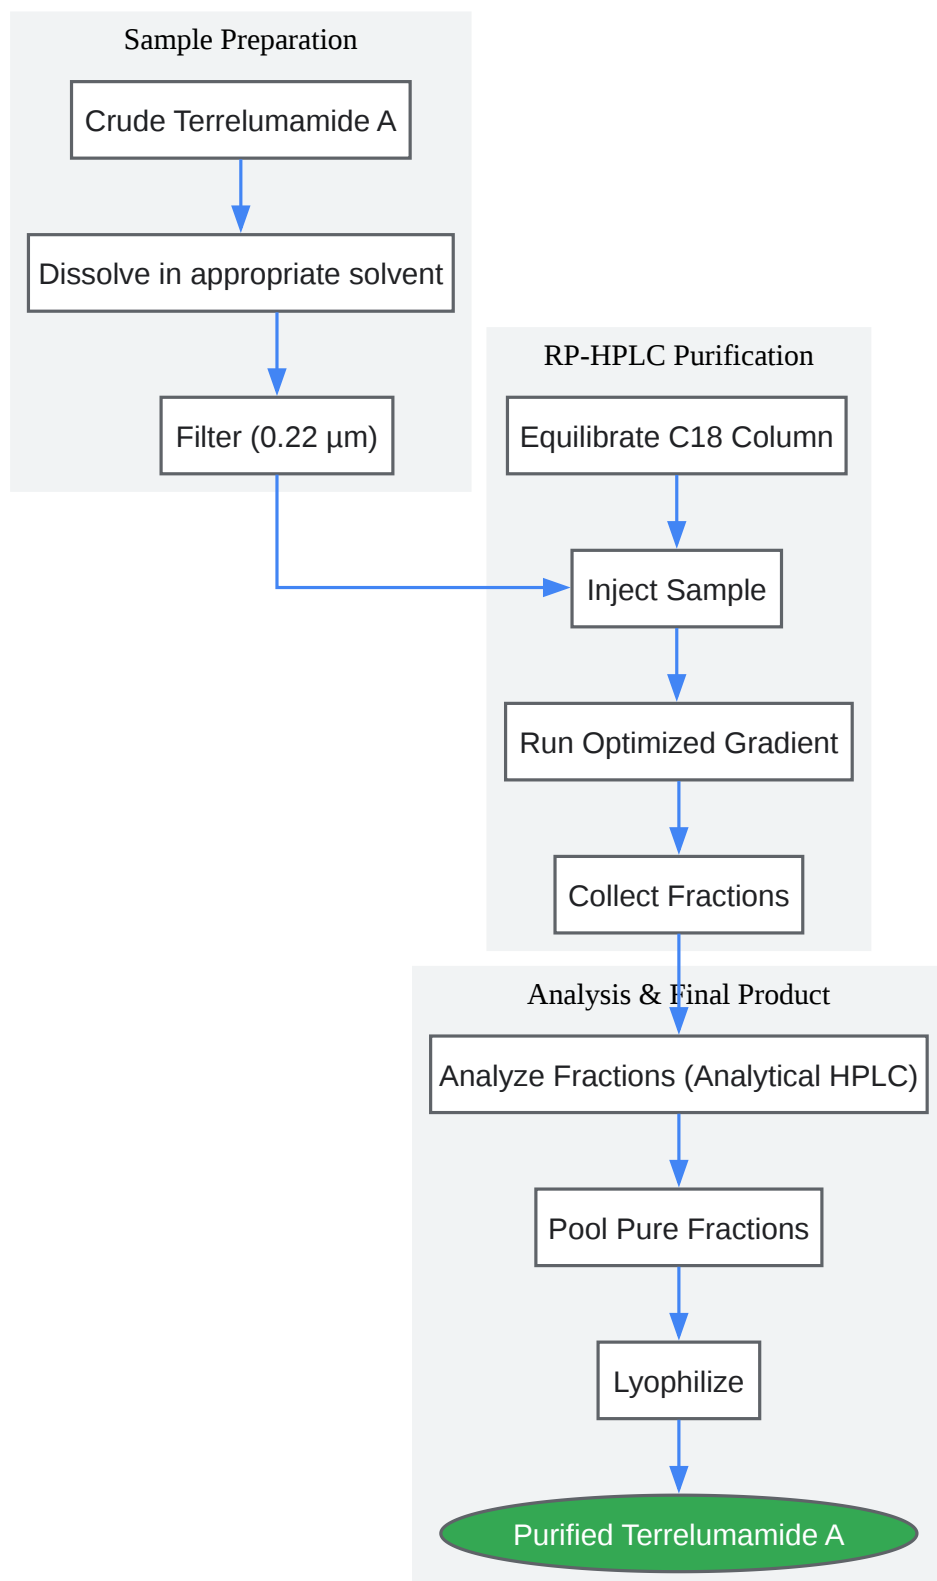 Sample Preparation
Crude Terrelumamide A
Dissolve in appropriate solvent
Filter (0.22 µm)
RP-HPLC Purification
Equilibrate C18 Column
Inject Sample
Run Optimized Gradient
Collect Fractions
Analysis & Final Product
Analyze Fractions (Analytical HPLC)
Pool Pure Fractions
Lyophilize
Purified Terrelumamide A